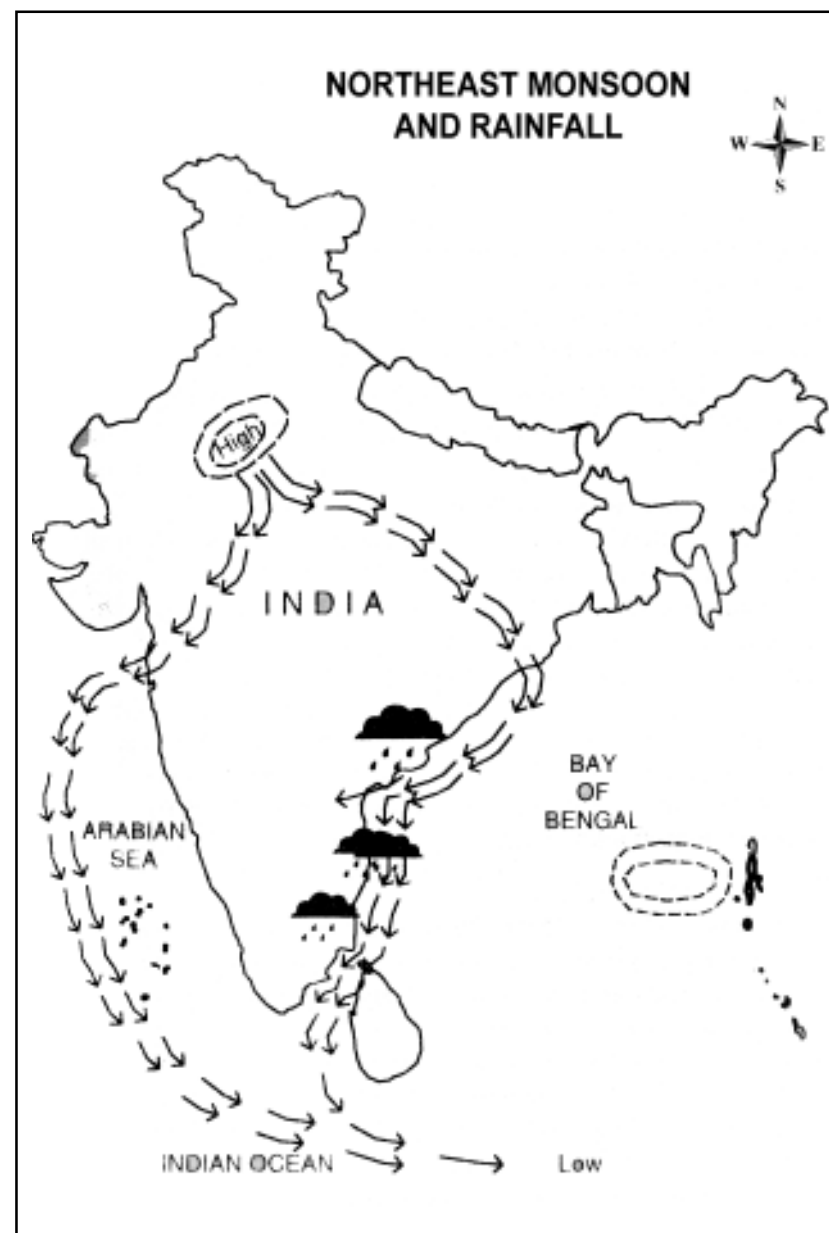 NORTHEAST MONSOON
AND RAINFALL
N
W E
S
High
INDIA
BAY
OF
BENGAL
ARABIAN
SEA
INDIAN OCEAN
Low